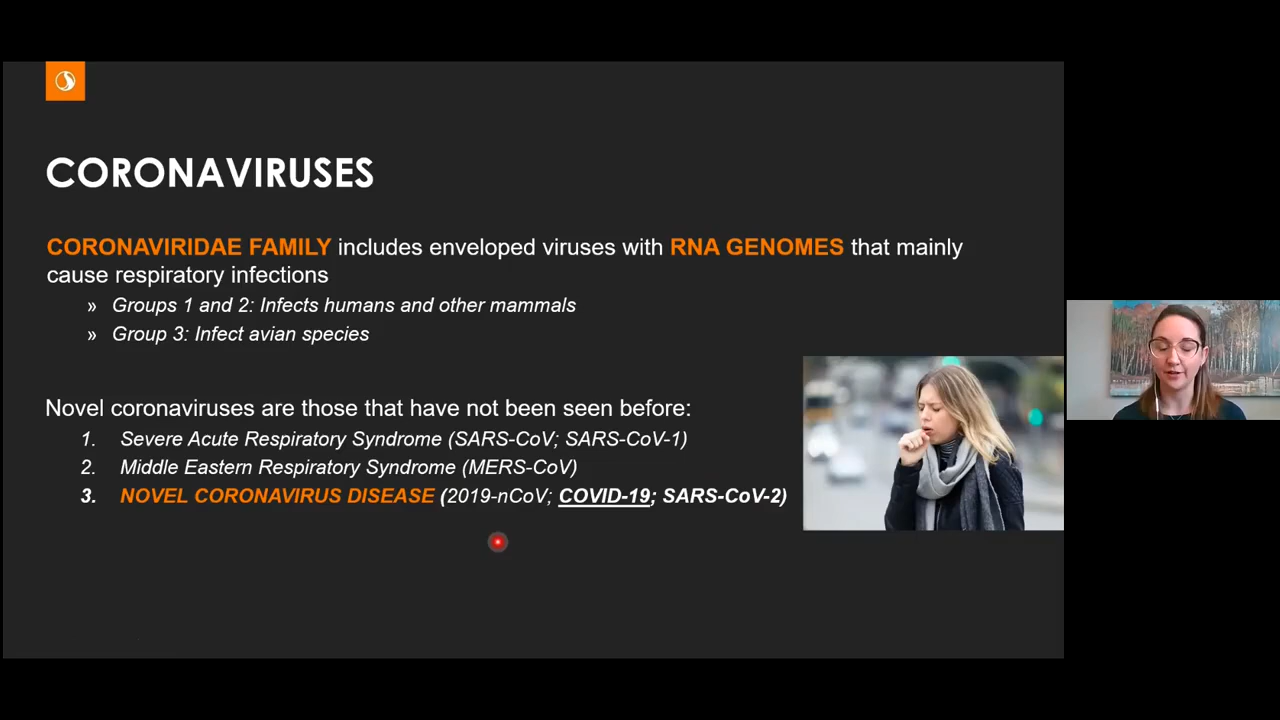 CORONAVIRUSES
CORONAVIRIDAE FAMILY includes enveloped viruses with RNA GENOMES that mainly
cause respiratory infections
» Groups 1 and 2: Infects humans and other mammals
» Group 3: Infect avian species
Novel coronaviruses are those that have not been seen before:
1. Severe Acute Respiratory Syndrome (SARS-CoV; SARS-CoV-1)
2. Middle Eastern Respiratory Syndrome (MERS-CoV)
3. NOVEL CORONAVIRUS DISEASE (2019-nCoV; COVID-19; SARS-CoV-2)